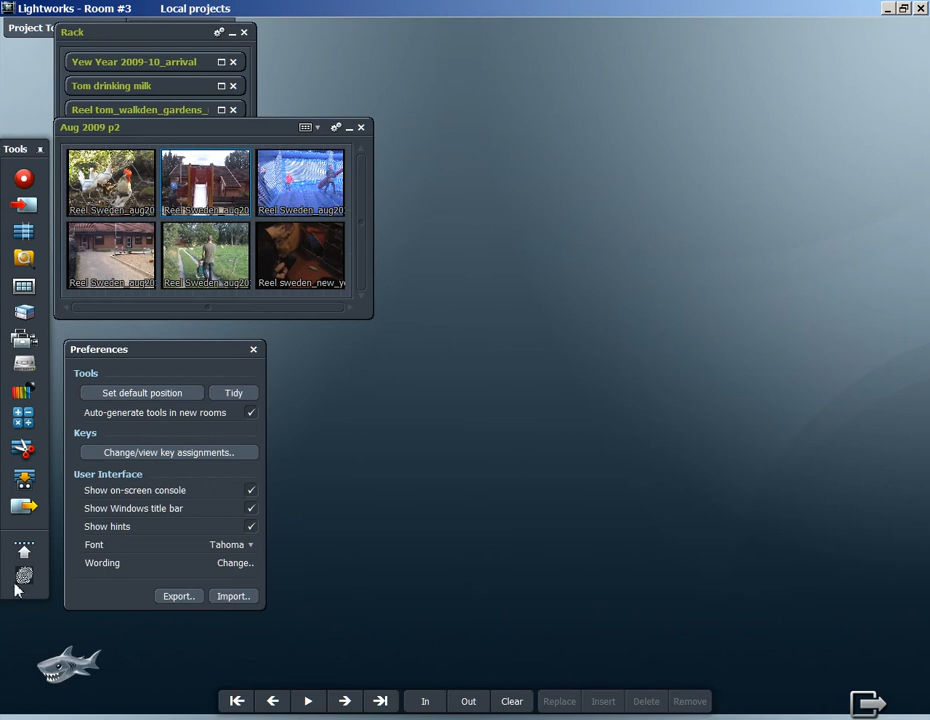 Lightworks - Room #3
Local projects
Project To
Rack
Yew Year 2009-10_arrival
Tom drinking milk
Reel tom_walkden_gardens_
Aug 2009 p2
Tools
Reel Sweden_aug20
Reel Sweden_aug20
Reel Sweden_aug20
Reel Sweden_aug20
Reel Sweden_aug20
Reel sweden_new_ye
Preferences
Tools
Set default position
Tidy
Auto-generate tools in new rooms
Keys
Change/view key assignments..
User Interface
Show on-screen console
Show Windows title bar
Show hints
Font
Tahoma
Wording
Change..
Export..
Import..
In
Out
Clear
Replace
Insert
Delete
Remove